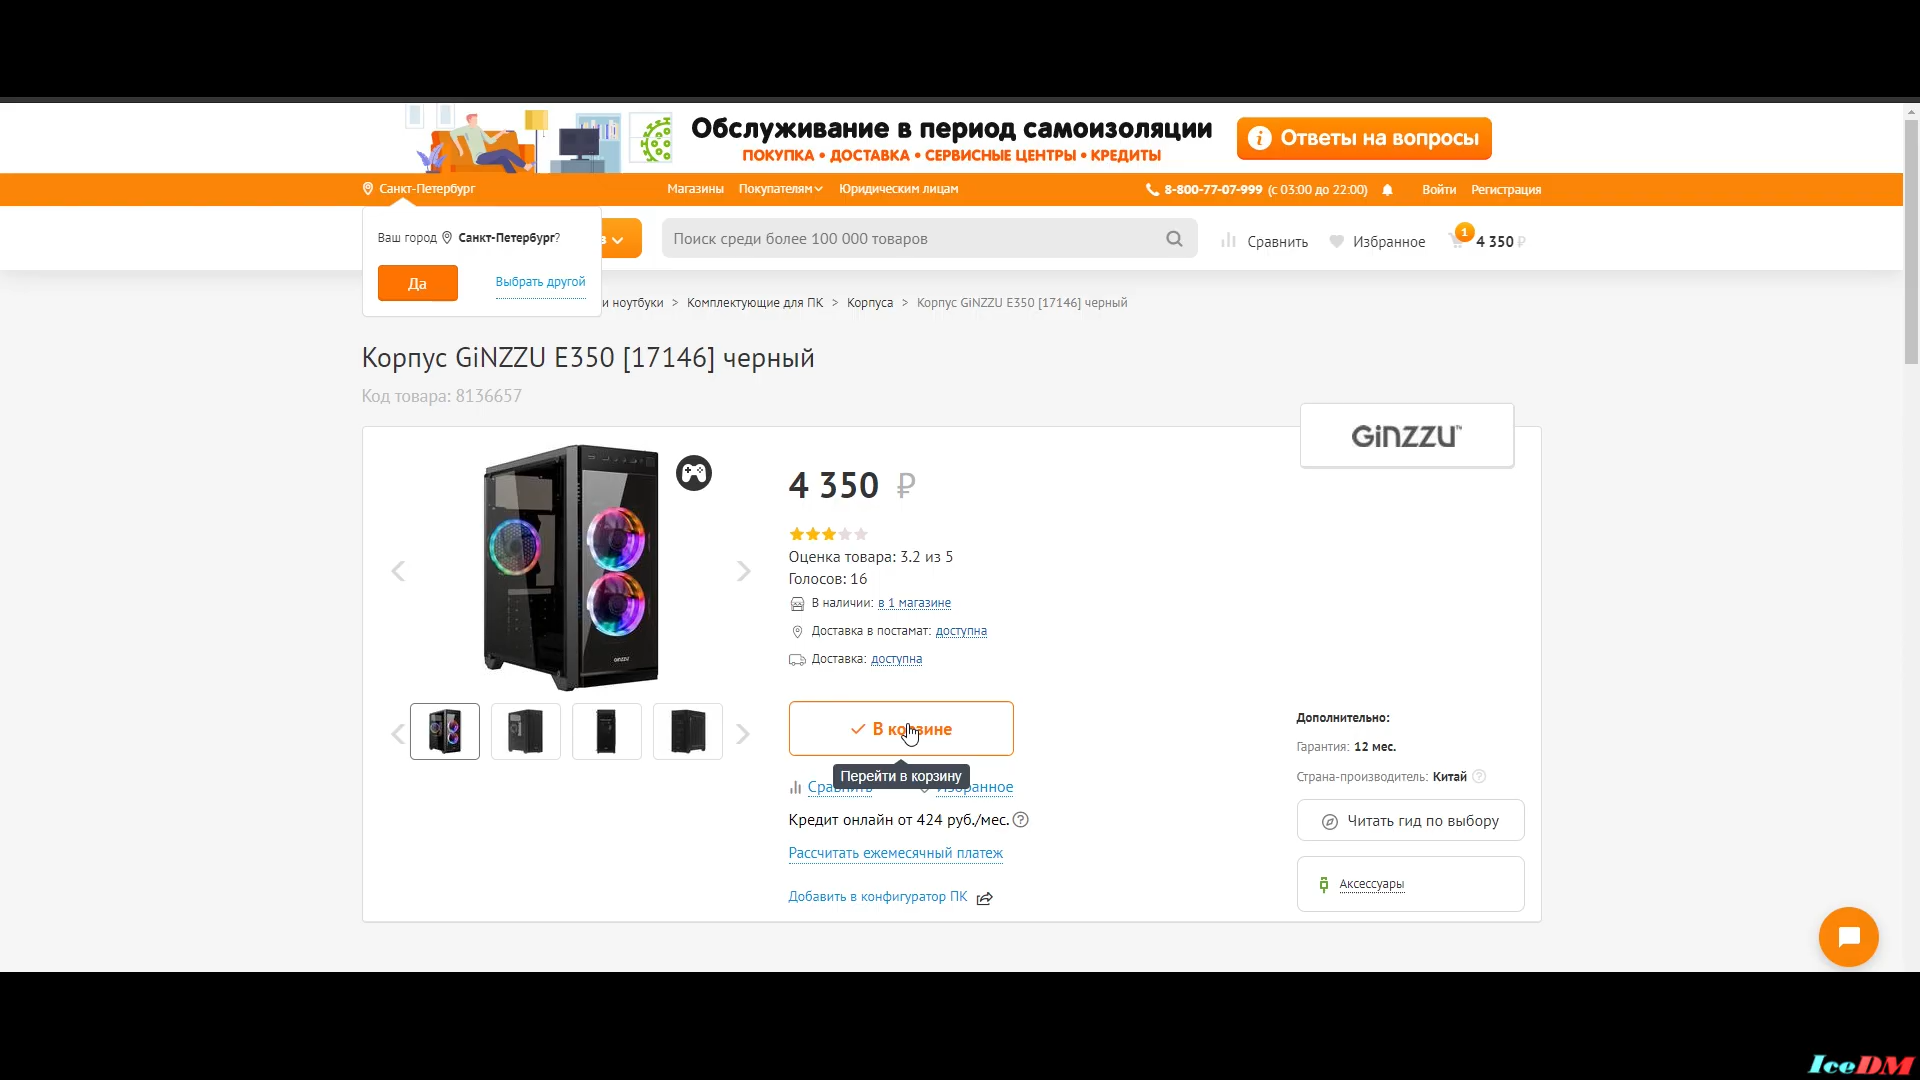 Обслуживание в период самоизоляции
ПОКУПКА • ДОСТАВКА • СЕРВИСНЫЕ ЦЕНТРЫ • КРЕДИТЫ
Ответы на вопросы
Санкт-Петербург
Магазины Покупателям Юридическим лицам
8-800-77-07-999 (с 03:00 до 22:00)
Войти Регистрация
Ваш город Санкт-Петербург?
Да Выбрать другой
в
Поиск среди более 100 000 товаров
Сравнить Избранное 1 4 350 ₽
и ноутбуки > Комплектующие для ПК > Корпуса > Корпус GiNZZU E350 [17146] черный
Корпус GiNZZU E350 [17146] черный
Код товара: 8136657
GiNZZU™
4 350 ₽
Оценка товара: 3.2 из 5
Голосов: 16
В наличии: в 1 магазине
Доставка в постамат: доступна
Доставка: доступна
GiNZZU
В корзине
Перейти в корзину
Сравнить Избранное
Кредит онлайн от 424 руб./мес.
Рассчитать ежемесячный платеж
Добавить в конфигуратор ПК
Дополнительно:
Гарантия: 12 мес.
Страна-производитель: Китай
Читать гид по выбору
Аксессуары
IceDM